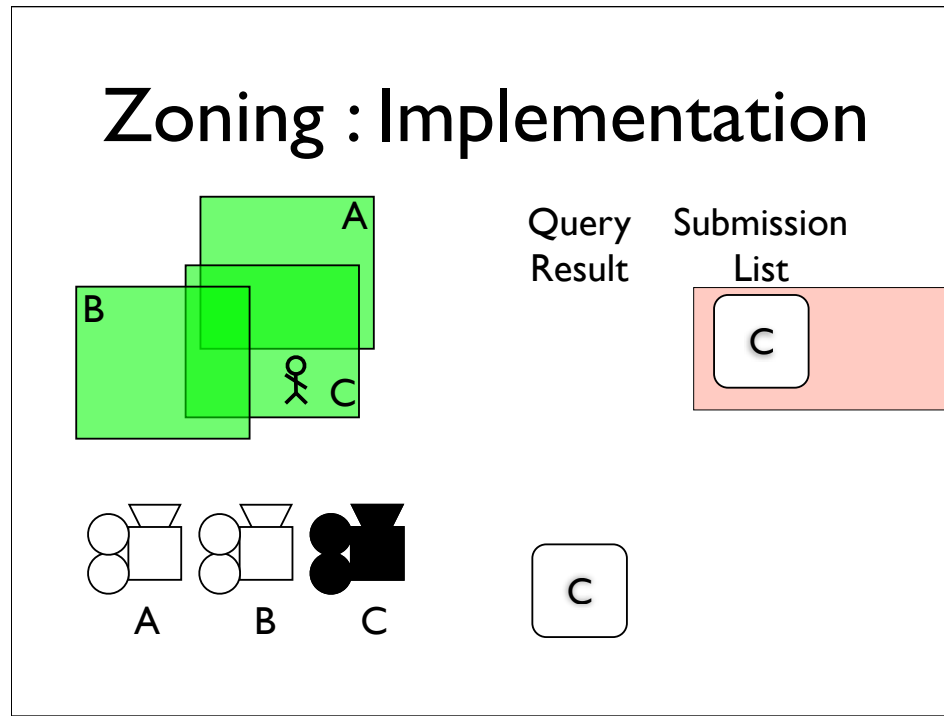 Zoning : Implementation
A
B
C
Query
Result
Submission
List
C
A
B
C
C